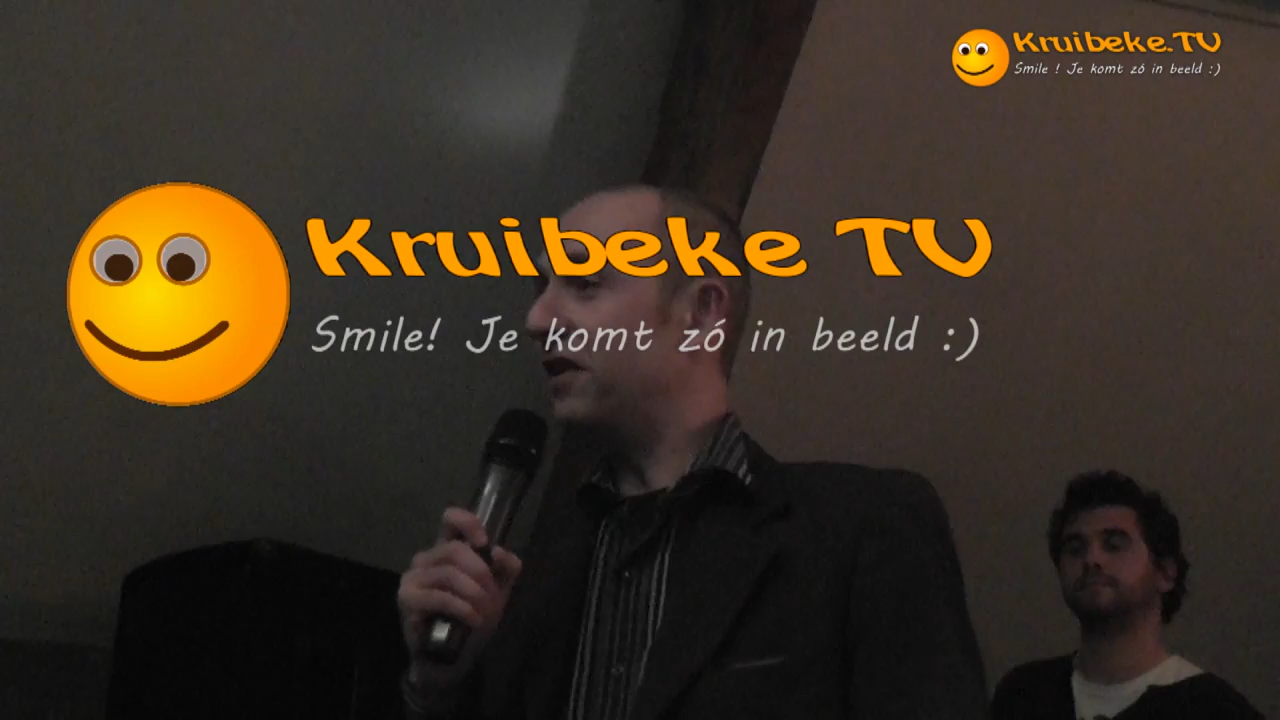 Kruibeke.TV
Smile ! Je komt zó in beeld :)
Kruibeke TV
Smile! Je komt zó in beeld :)